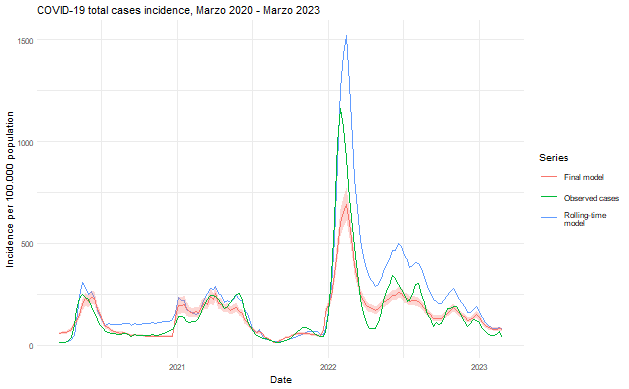 COVID-19 total cases incidence, Marzo 2020 - Marzo 2023
Incidence per 100.000 population
1500
1000
500
0
2021
2022
2023
Date
Series
Final model
Observed cases
Rolling-time
model